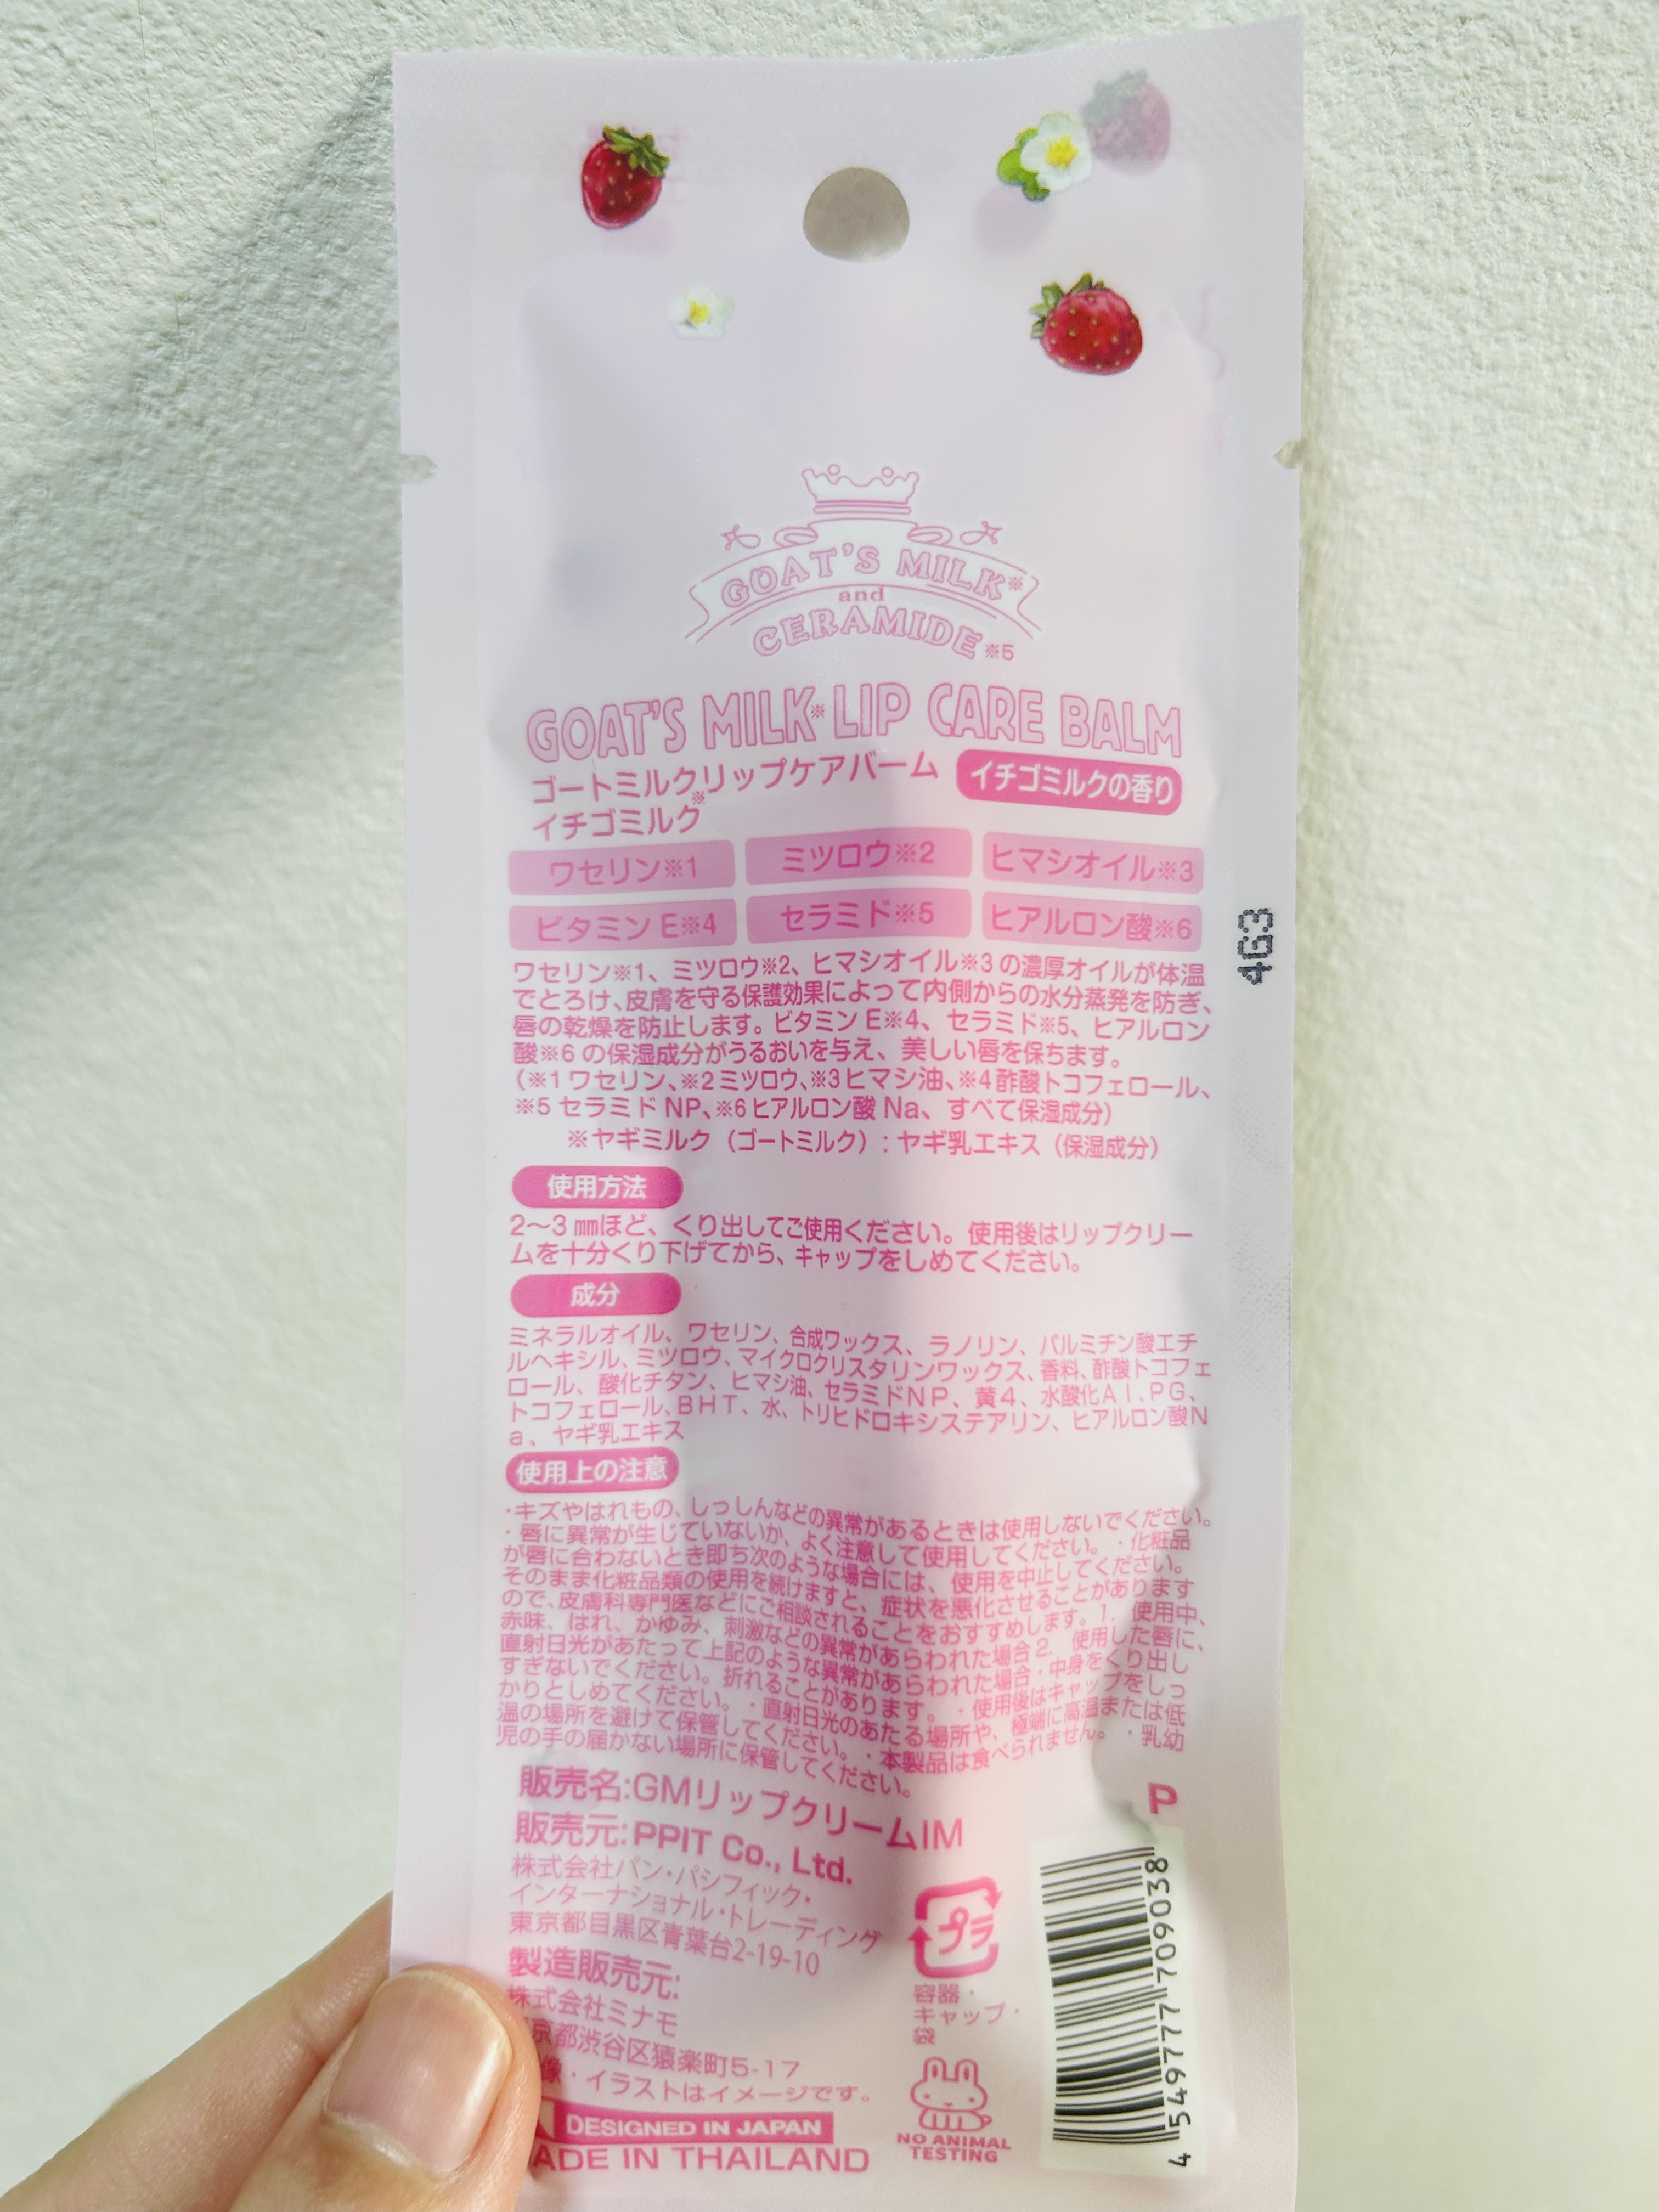 GOAT'S MILK※
and
CERAMIDE※5
GOAT'S MILK※ LIP CARE BALM
ゴートミルク※リップケアバーム
イチゴミルクの香り
イチゴミルク
ワセリン※1 ミツロウ※2 ヒマシオイル※3
ビタミンE※4 セラミド※5 ヒアルロン酸※6
ワセリン※1、ミツロウ※2、ヒマシオイル※3の濃厚オイルが体温
でとろけ、皮膚を守る保護効果によって内側からの水分蒸発を防ぎ、
唇の乾燥を防止します。ビタミンE※4、セラミド※5、ヒアルロン
酸※6の保湿成分がうるおいを与え、美しい唇を保ちます。
(※1ワセリン、※2ミツロウ、※3ヒマシ油、※4酢酸トコフェロール、
※5セラミドNP、※6ヒアルロン酸Na、すべて保湿成分)
※ヤギミルク(ゴートミルク):ヤギ乳エキス(保湿成分)
使用方法
2〜3㎜ほど、くり出してご使用ください。使用後はリップクリー
ムを十分くり下げてから、キャップをしめてください。
成分
ミネラルオイル、ワセリン、合成ワックス、ラノリン、パルミチン酸エチ
ルヘキシル、ミツロウ、マイクロクリスタリンワックス、香料、酢酸トコフェ
ロール、酸化チタン、ヒマシ油、セラミドNP、黄4、水酸化Al、PG、
トコフェロール、BHT、水、トリヒドロキシステアリン、ヒアルロン酸N
a、ヤギ乳エキス
使用上の注意
・キズやはれもの、しっしんなどの異常があるときは使用しないでください。
・唇に異常が生じていないか、よく注意して使用してください。・化粧品
が唇に合わないとき即ち次のような場合には、使用を中止してください。
そのまま化粧品類の使用を続けますと、症状を悪化させることがあります
ので、皮膚科専門医などにご相談されることをおすすめします。1. 使用中、
赤味、はれ、かゆみ、刺激などの異常があらわれた場合2. 使用した唇に、
直射日光があたって上記のような異常があらわれた場合・中身をくり出し
すぎないでください。折れることがあります。・使用後はキャップをしっ
かりとしめてください。・直射日光のあたる場所や、極端に高温または低
温の場所を避けて保管してください。・本製品は食べられません。・乳幼
児の手の届かない場所に保管してください。
販売名:GMリップクリームIM
販売元:PPIT Co., Ltd.
株式会社パン・パシフィック・
インターナショナル・トレーディング
東京都目黒区青葉台2-19-10
製造販売元:
株式会社ミナモ
京都渋谷区猿楽町5-17
像・イラストはイメージです。
DESIGNED IN JAPAN
ADE IN THAILAND
プラ
容器・
キャップ・
袋
NO ANIMAL
TESTING
P
4549777709038
4G3